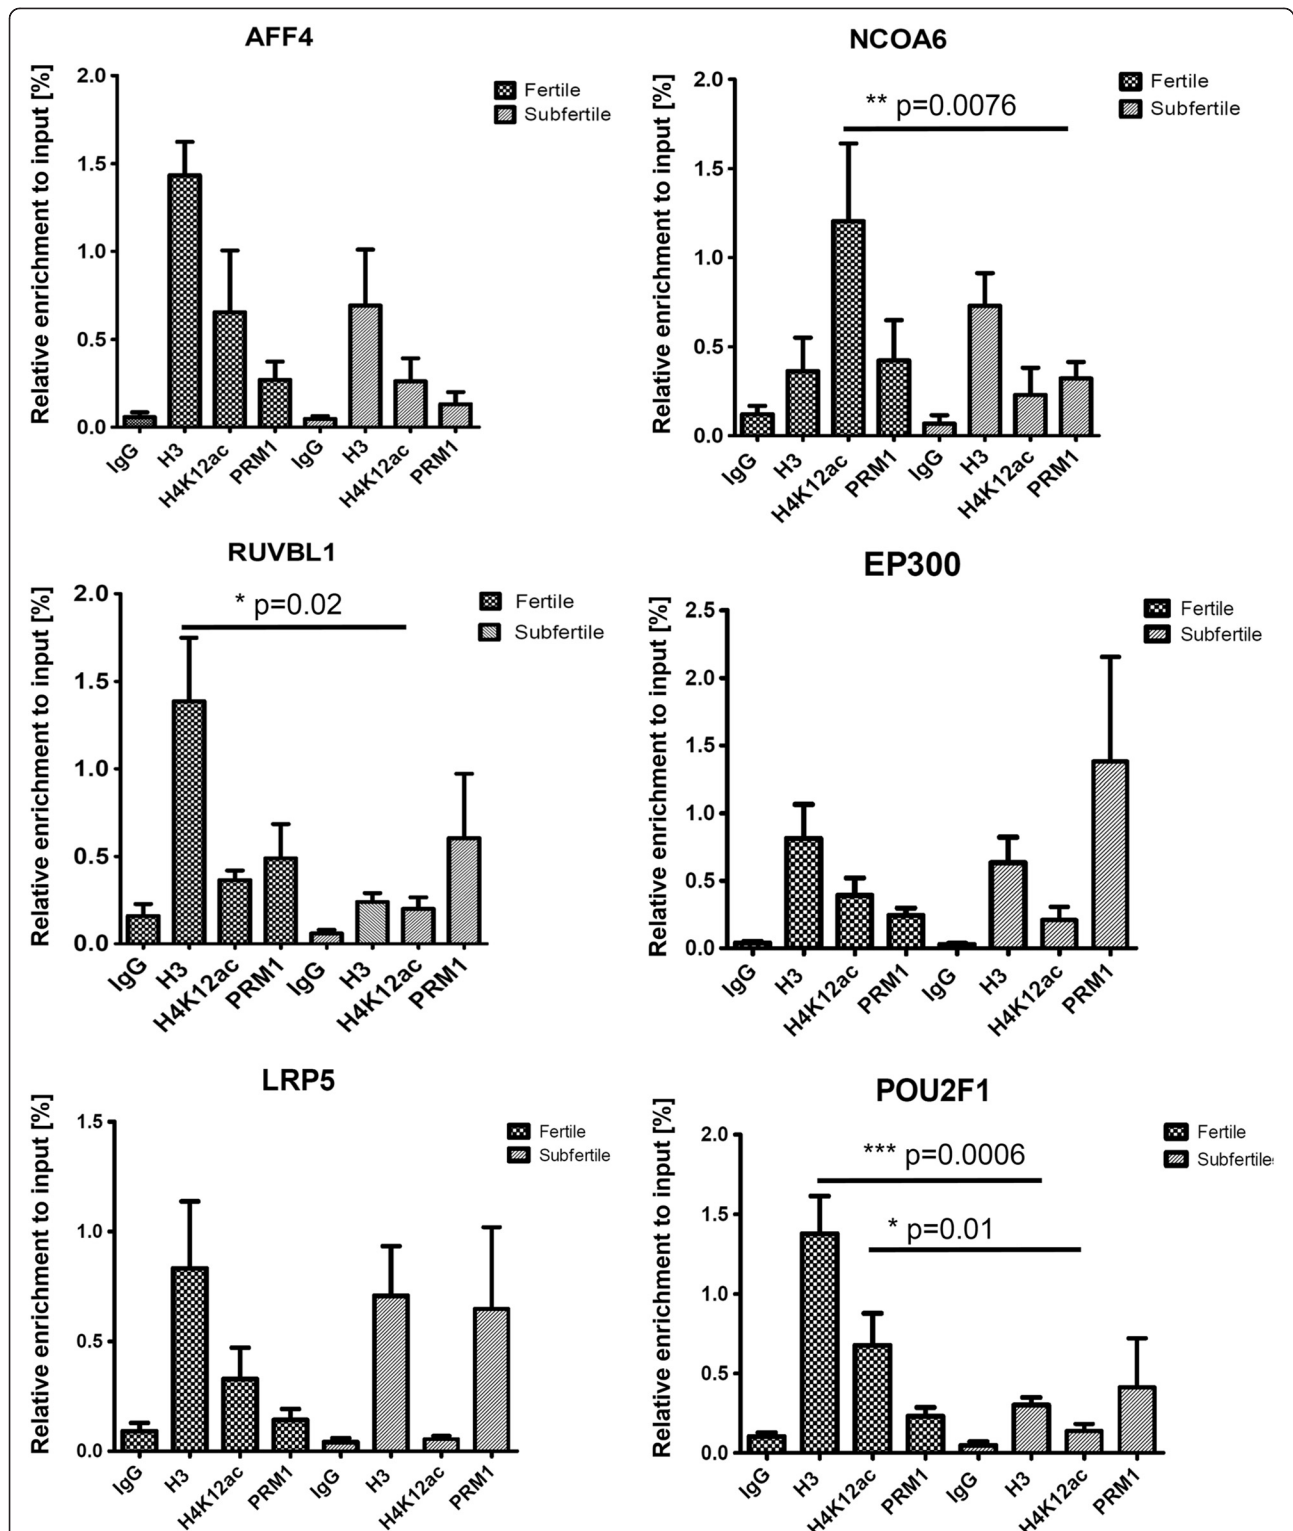 AFF4
Relative enrichment to input [%]
2.0
1.5
1.0
0.5
0.0
Fertile
Subfertile
IgG H3 H4K12ac PRM1 IgG H3 H4K12ac PRM1
NCOA6
Relative enrichment to input [%]
2.0
1.5
1.0
0.5
0.0
** p=0.0076
Fertile
Subfertile
IgG H3 H4K12ac PRM1 IgG H3 H4K12ac PRM1
RUVBL1
Relative enrichment to input [%]
2.0
1.5
1.0
0.5
0.0
* p=0.02
Fertile
Subfertile
IgG H3 H4K12ac PRM1 IgG H3 H4K12ac PRM1
EP300
Relative enrichment to input [%]
2.5
2.0
1.5
1.0
0.5
0.0
Fertile
Subfertile
IgG H3 H4K12ac PRM1 IgG H3 H4K12ac PRM1
LRP5
Relative enrichment to input [%]
1.5
1.0
0.5
0.0
Fertile
Subfertile
IgG H3 H4K12ac PRM1 IgG H3 H4K12ac PRM1
POU2F1
Relative enrichment to input [%]
2.0
1.5
1.0
0.5
0.0
*** p=0.0006
* p=0.01
Fertile
Subfertile
IgG H3 H4K12ac PRM1 IgG H3 H4K12ac PRM1